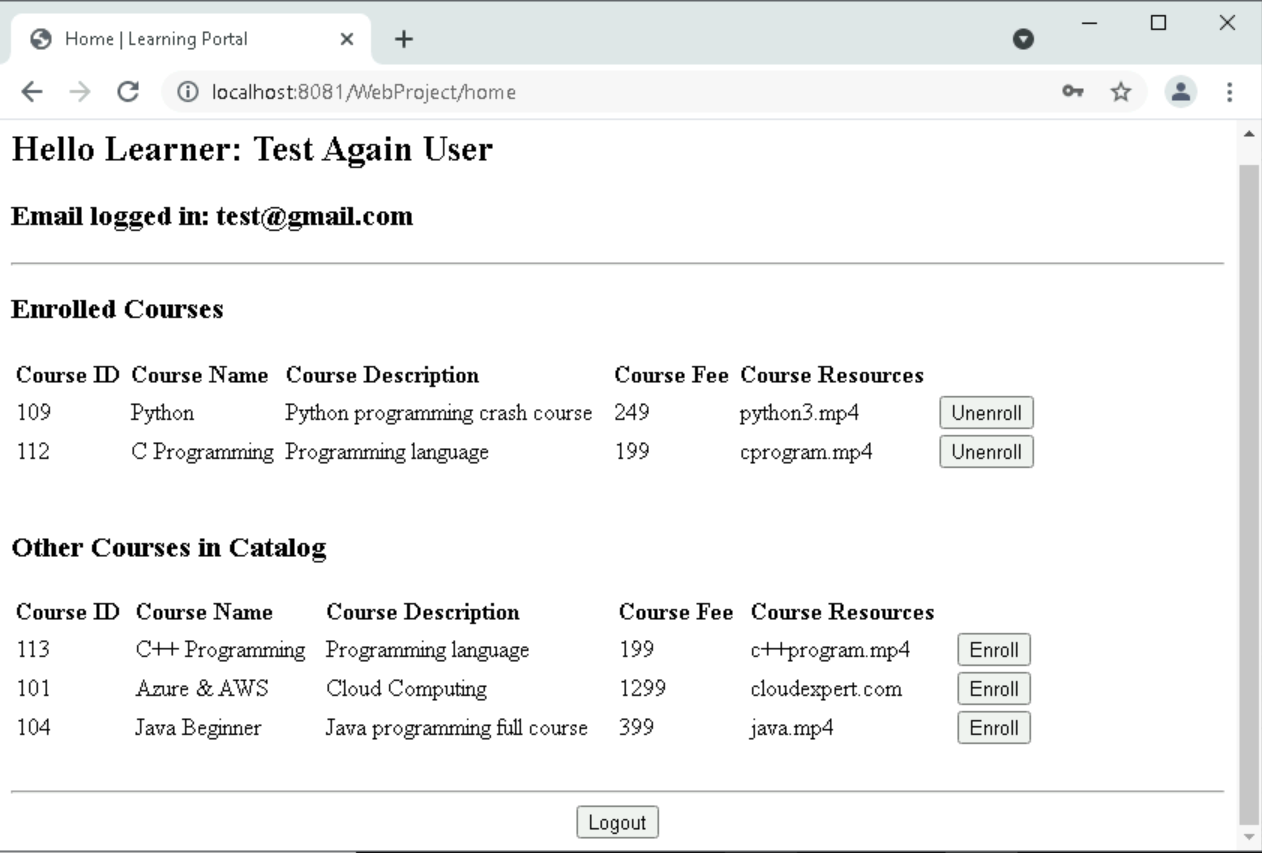 Home | Learning Portal
localhost:8081/WebProject/home
Hello Learner: Test Again User
Email logged in: test@gmail.com
Enrolled Courses
Course ID Course Name Course Description Course Fee Course Resources
109 Python Python programming crash course 249 python3.mp4 Unenroll
112 C Programming Programming language 199 cprogram.mp4 Unenroll
Other Courses in Catalog
Course ID Course Name Course Description Course Fee Course Resources
113 C++ Programming Programming language 199 c++program.mp4 Enroll
101 Azure & AWS Cloud Computing 1299 cloudexpert.com Enroll
104 Java Beginner Java programming full course 399 java.mp4 Enroll
Logout